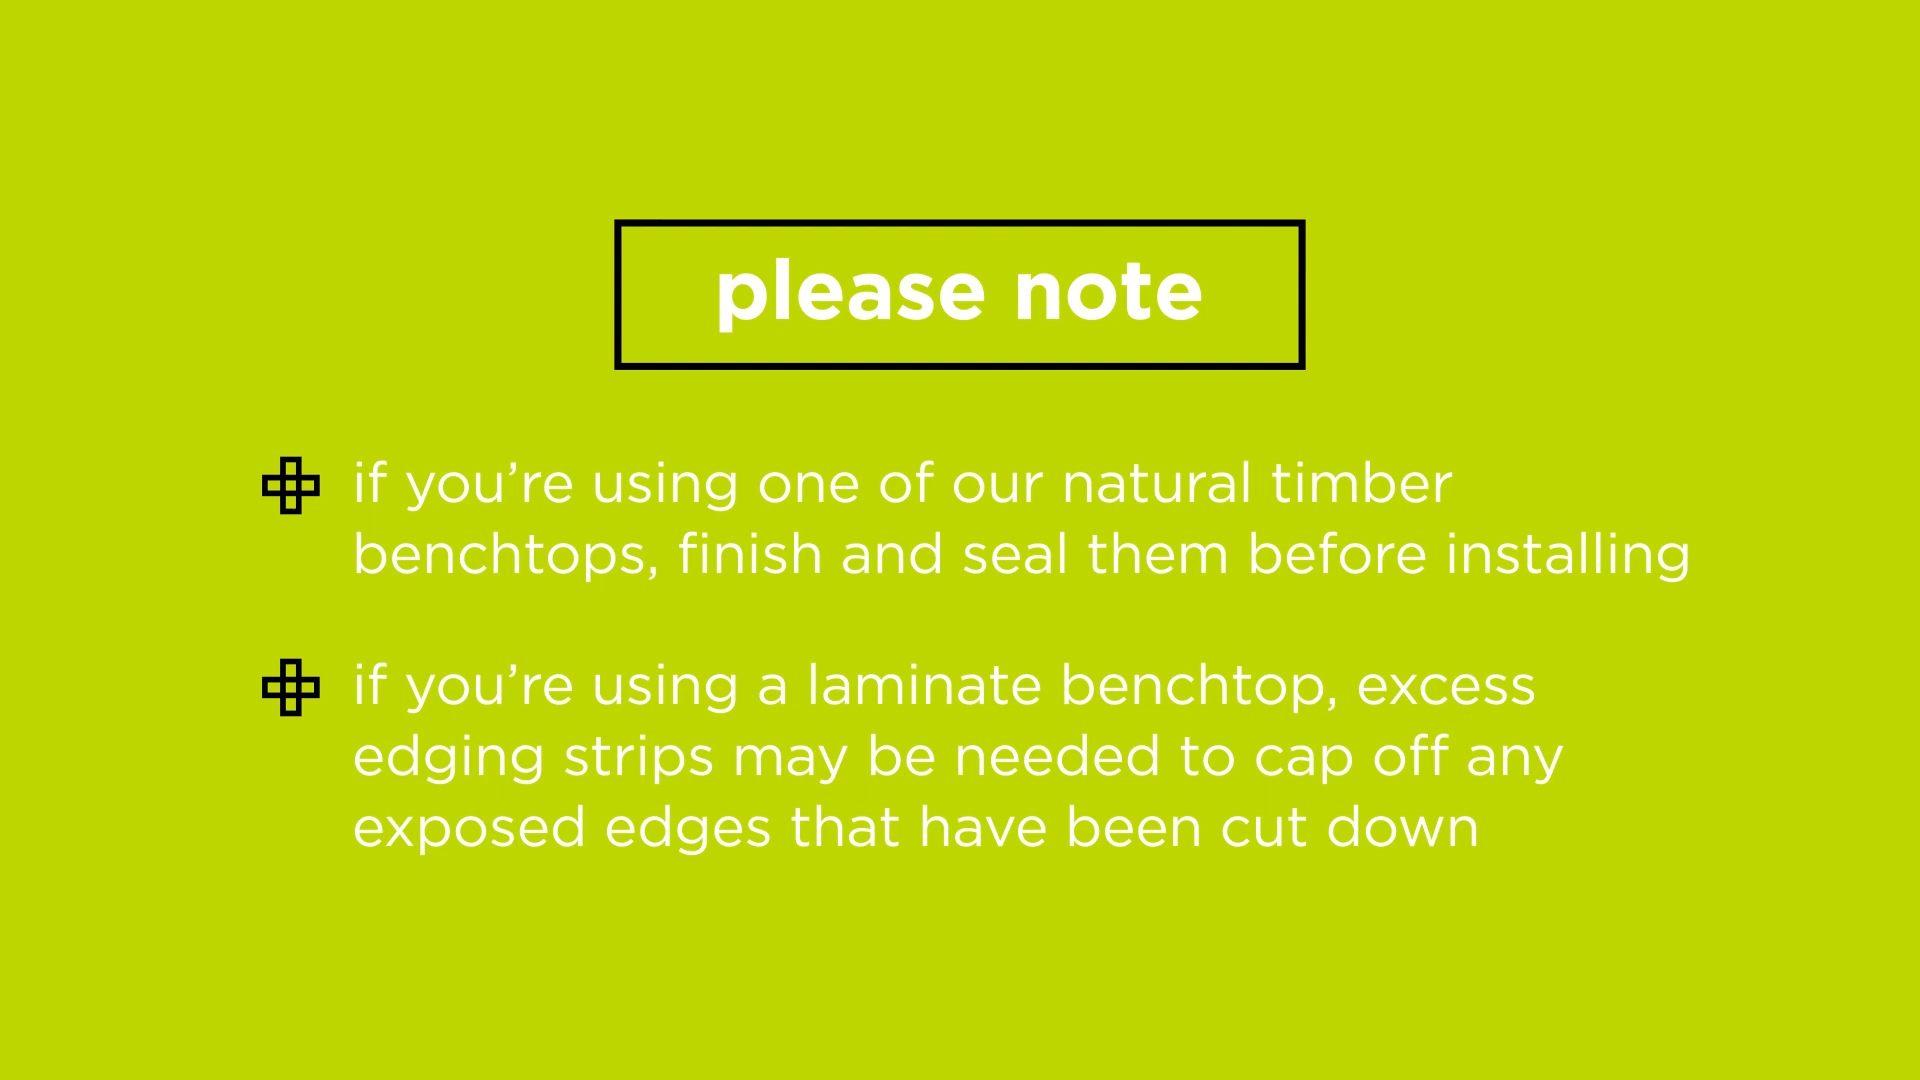 please note
if you’re using one of our natural timber
benchtops, finish and seal them before installing
if you’re using a laminate benchtop, excess
edging strips may be needed to cap off any
exposed edges that have been cut down